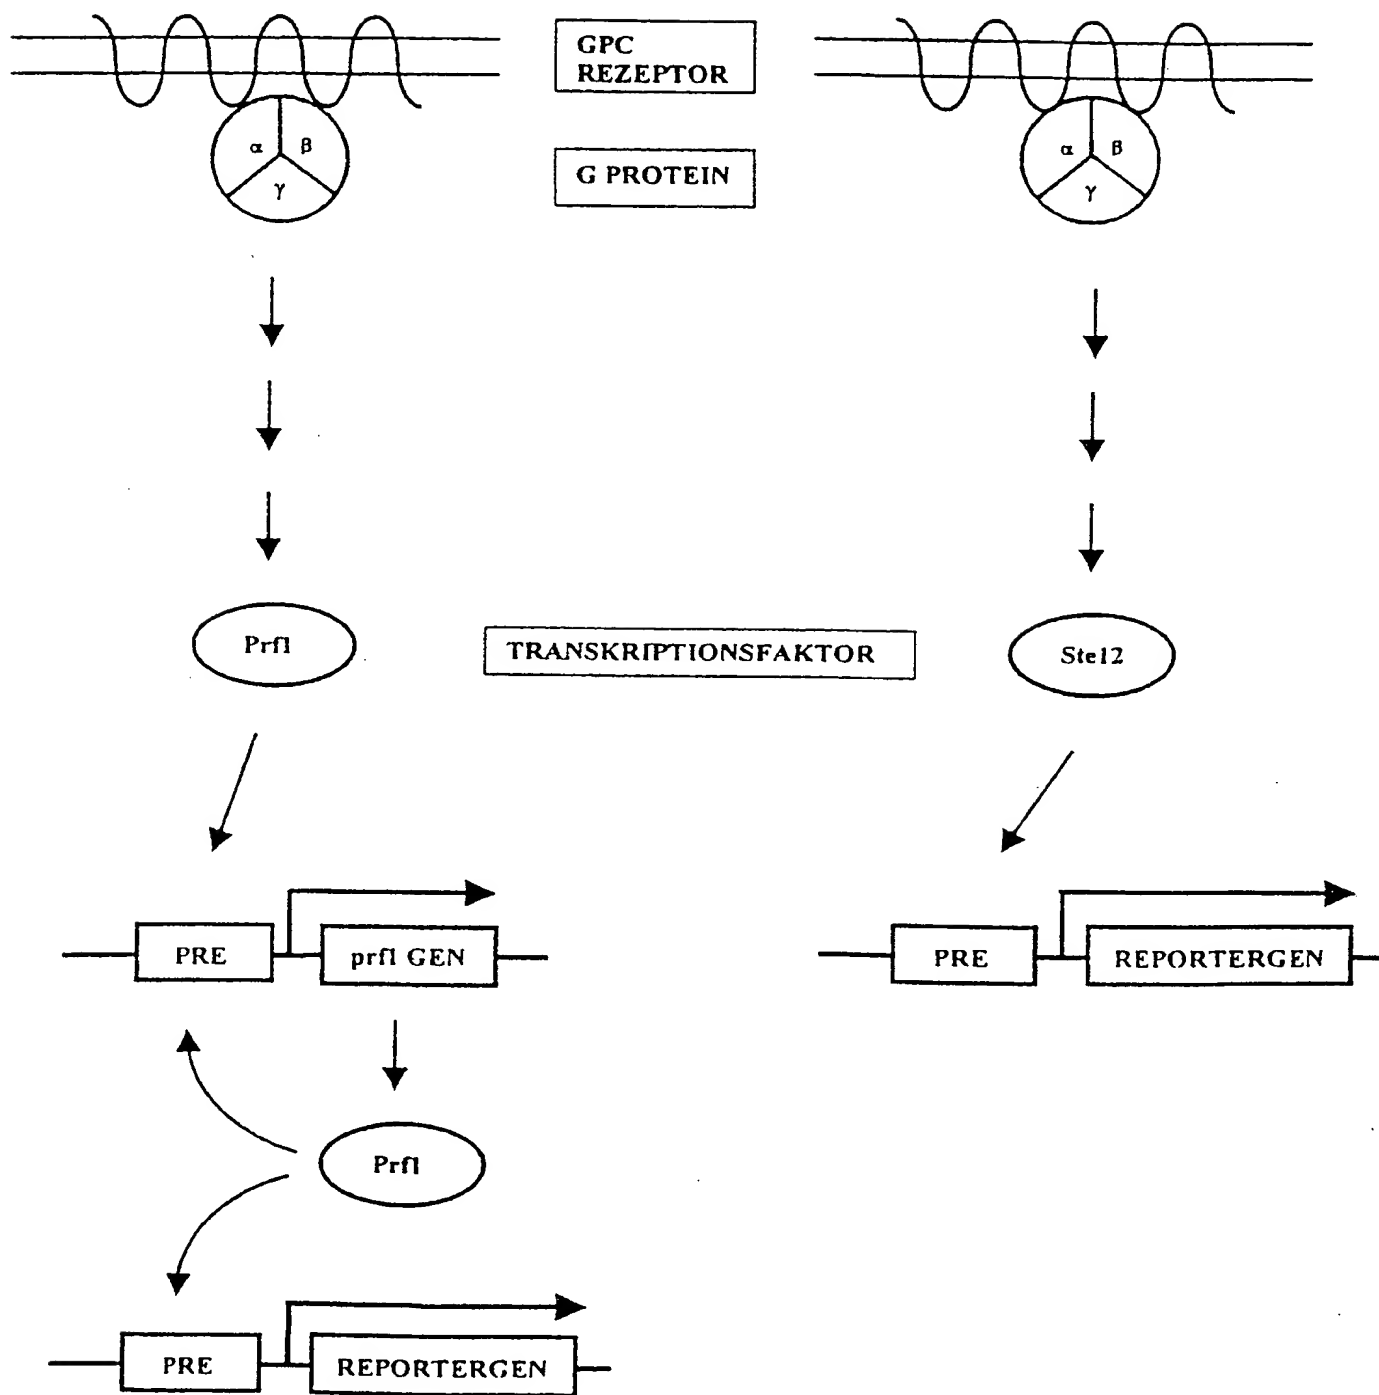 GPC
REZEPTOR
α β
γ
G PROTEIN
α β
γ
Prf1
TRANSKRIPTIONSFAKTOR
Ste12
PRE
prf1 GEN
PRE
REPORTERGEN
Prf1
PRE
REPORTERGEN